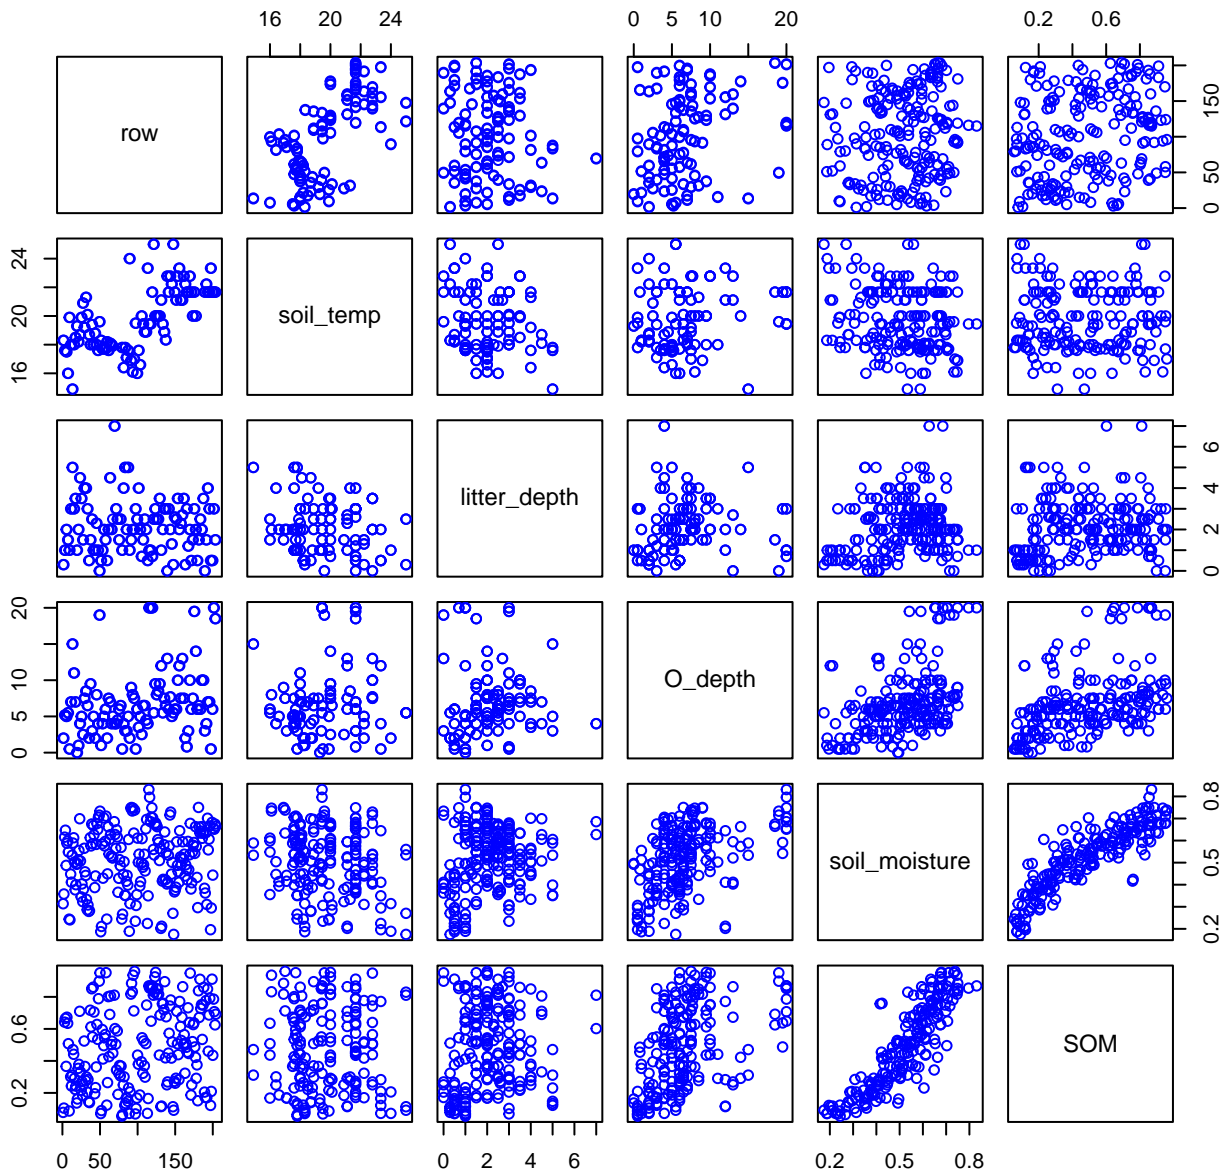 16 20 24 0 5 10 20 0.2 0.6
row 0 50 150
16 20 24 soil_temp
litter_depth 0 2 4 6
0 5 10 20 O_depth
soil_moisture 0.2 0.5 0.8
0.2 0.6 SOM
0 50 150 0 2 4 6 0.2 0.5 0.8